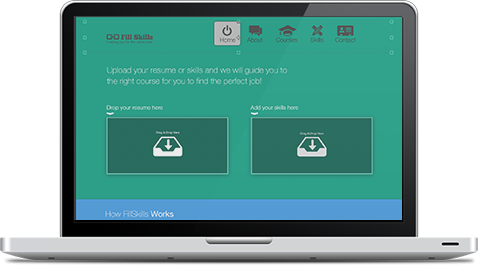 Fill Skills
Home
About
Courses
Skills
Contact
Upload your resume or skills and we will guide you to
the right course for you to find the perfect job!
Drop your resume here
Add your skills here
Drag & Drop Here
Drag & Drop Here
How FillSkills Works